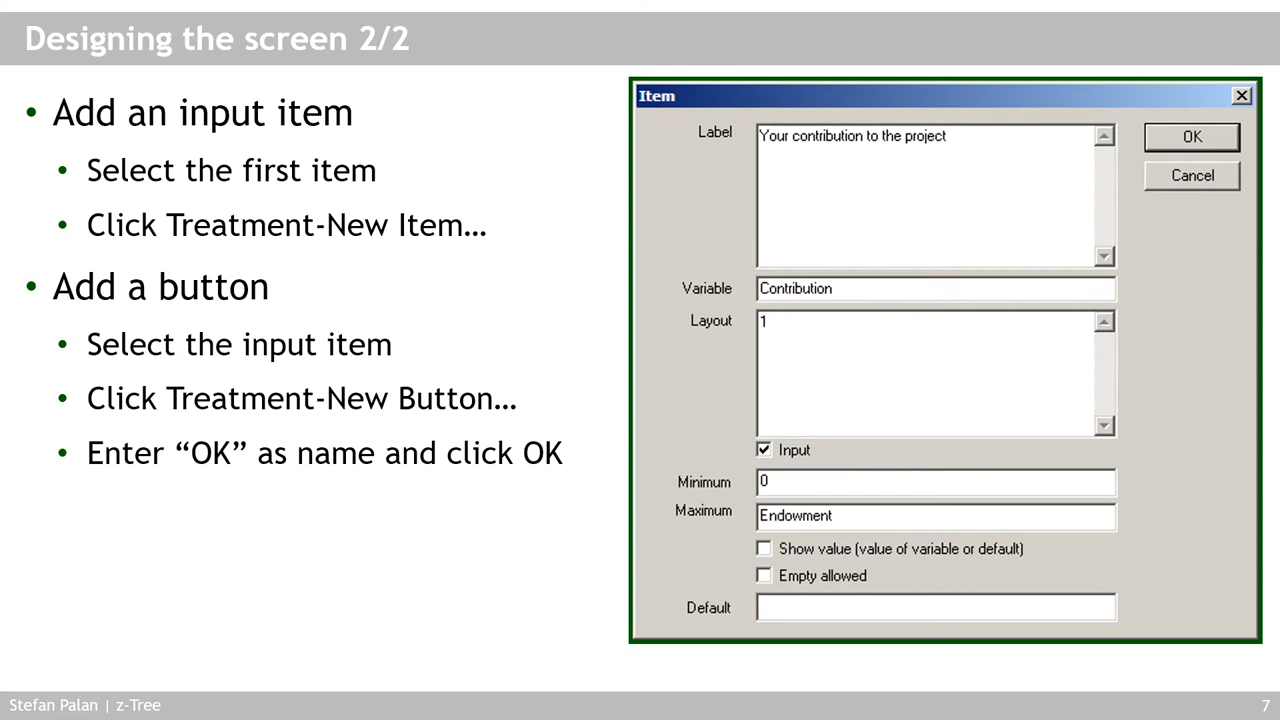 Designing the screen 2/2
• Add an input item
• Select the first item
• Click Treatment-New Item…
• Add a button
• Select the input item
• Click Treatment-New Button…
• Enter “OK” as name and click OK
Item
Label
Your contribution to the project
OK
Cancel
Variable
Contribution
Layout
1
Input
Minimum
0
Maximum
Endowment
Show value (value of variable or default)
Empty allowed
Default
Stefan Palan | z-Tree
7